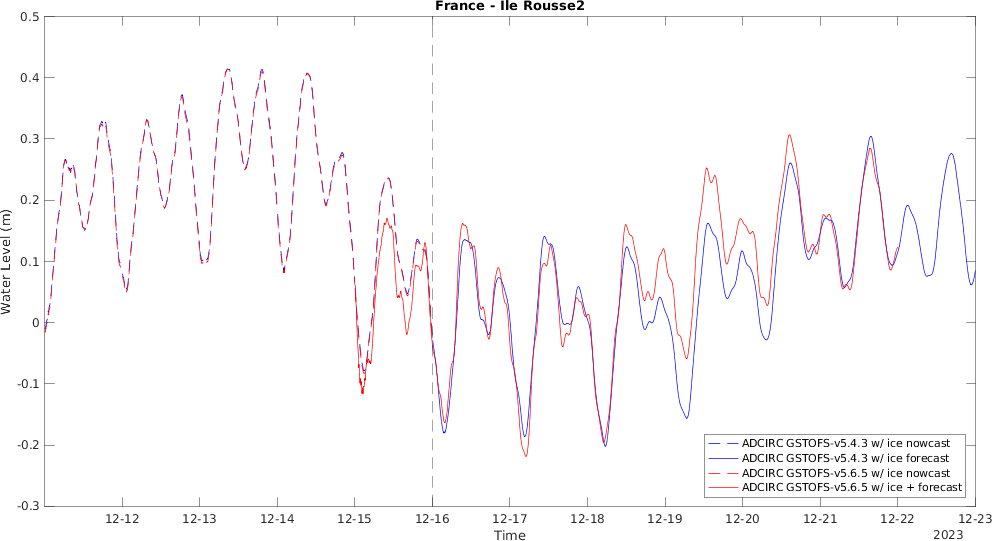 France - Ile Rousse2
0.5
0.4
0.3
0.2
0.1
0
-0.1
-0.2
-0.3
Water Level (m)
ADCIRC GSTOFS-v5.4.3 w/ ice nowcast
ADCIRC GSTOFS-v5.4.3 w/ ice forecast
ADCIRC GSTOFS-v5.6.5 w/ ice nowcast
ADCIRC GSTOFS-v5.6.5 w/ ice + forecast
12-12 12-13 12-14 12-15 12-16 12-17 12-18 12-19 12-20 12-21 12-22 12-23
Time
2023